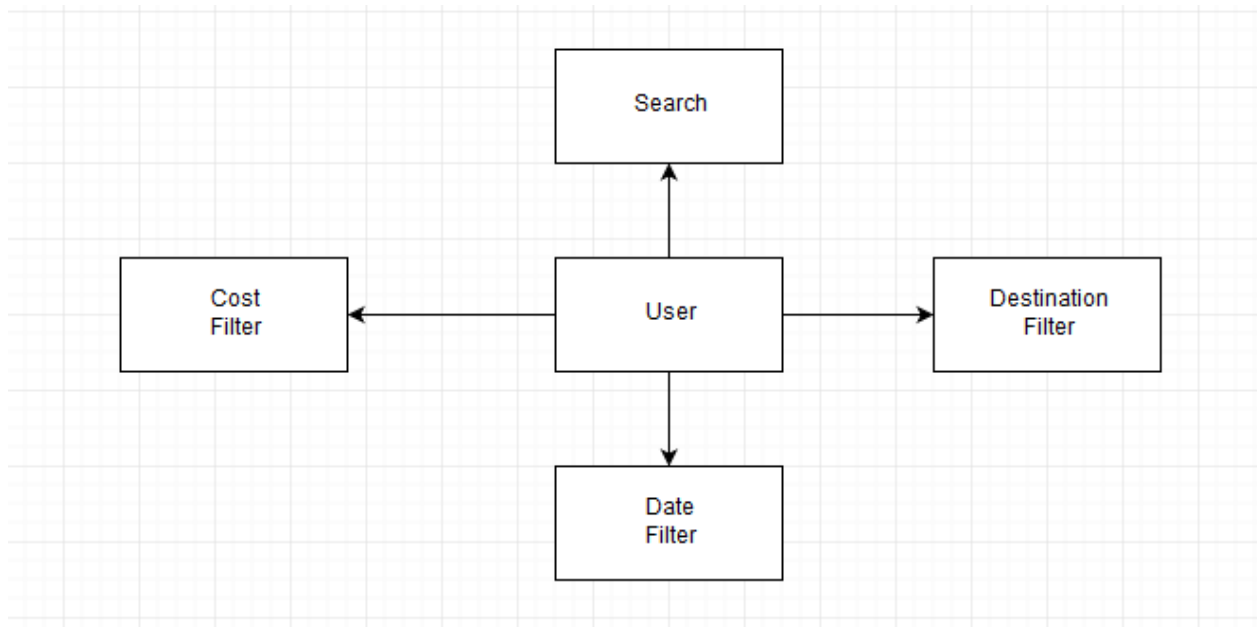 Search
Cost
Filter
User
Destination
Filter
Date
Filter